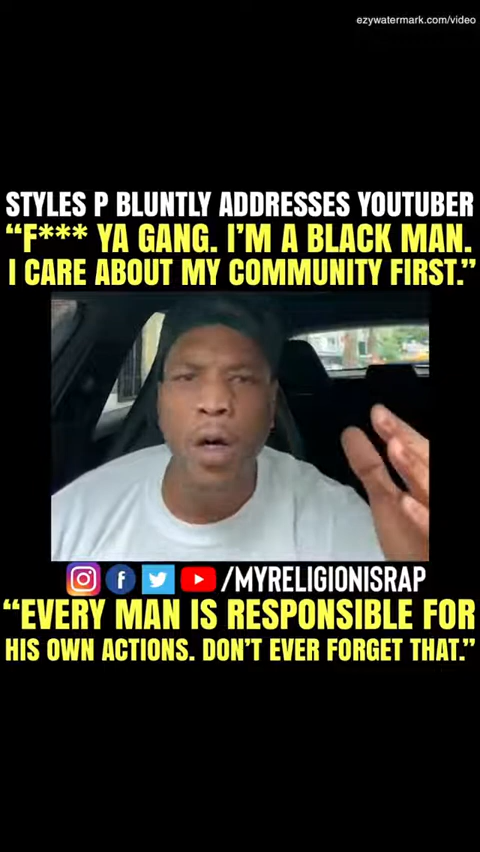 ezywatermark.com/video
STYLES P BLUNTLY ADDRESSES YOUTUBER
“F*** YA GANG. I’M A BLACK MAN.
I CARE ABOUT MY COMMUNITY FIRST.”
/MYRELIGIONISRAP
“EVERY MAN IS RESPONSIBLE FOR
HIS OWN ACTIONS. DON’T EVER FORGET THAT.”